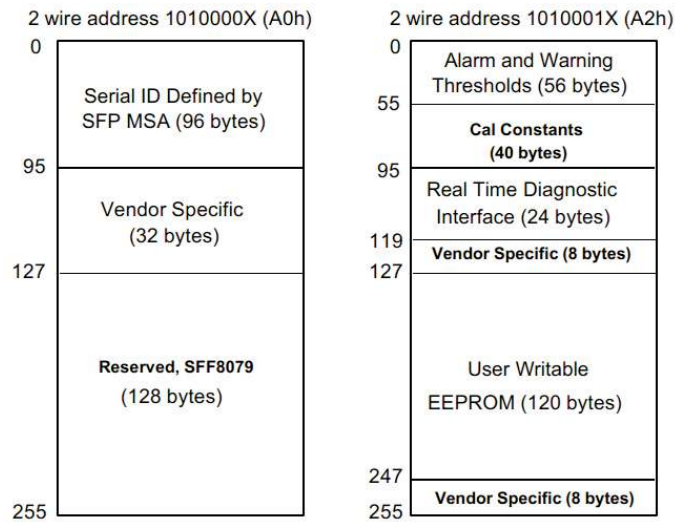 2 wire address 1010000X (A0h)
0
Serial ID Defined by
SFP MSA (96 bytes)
95
Vendor Specific
(32 bytes)
127
Reserved, SFF8079
(128 bytes)
255
2 wire address 1010001X (A2h)
0
Alarm and Warning
Thresholds (56 bytes)
55
Cal Constants
(40 bytes)
95
Real Time Diagnostic
Interface (24 bytes)
119
Vendor Specific (8 bytes)
127
User Writable
EEPROM (120 bytes)
247
Vendor Specific (8 bytes)
255